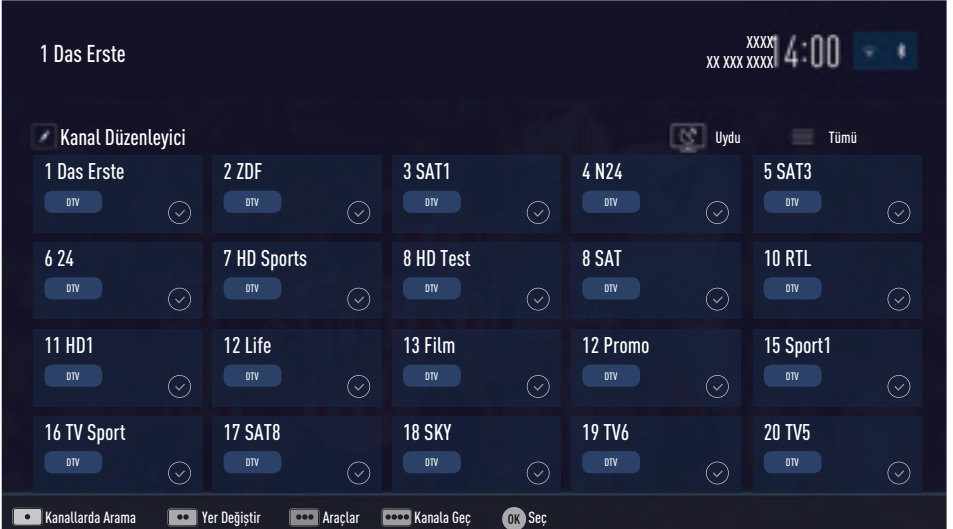 1 Das Erste
XXXX
XX XXX XXXX
14:00
Kanal Düzenleyici
Uydu
Tümü
1 Das Erste 2 ZDF 3 SAT1 4 N24 5 SAT3
DTV DTV DTV DTV DTV
6 24 7 HD Sports 8 HD Test 8 SAT 10 RTL
DTV DTV DTV DTV DTV
11 HD1 12 Life 13 Film 12 Promo 15 Sport1
DTV DTV DTV DTV DTV
16 TV Sport 17 SAT8 18 SKY 19 TV6 20 TV5
DTV DTV DTV DTV DTV
Kanallarda Arama Yer Değiştir Araçlar Kanala Geç OK Seç